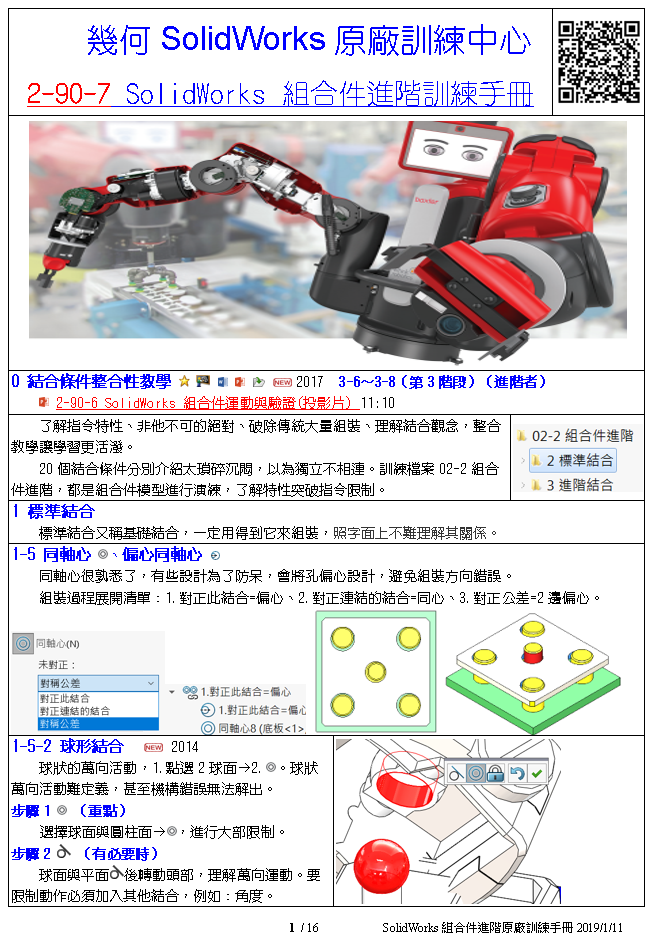 幾何 SolidWorks 原廠訓練中心
2-90-7 SolidWorks 組合件進階訓練手冊
baxter
0 結合條件整合性教學 NEW 2017 3-6~3-8 (第 3 階段) (進階者)
2-90-6 SolidWorks 組合件運動與驗證(投影片) 11:10
了解指令特性、非他不可的絕對、破除傳統大量組裝、理解結合觀念，整合
教學讓學習更活潑。
20 個結合條件分別介紹太瑣碎沉悶，以為獨立不相連。訓練檔案 02-2 組合
件進階，都是組合件模型進行演練，了解特性突破指令限制。
02-2 組合件進階
2 標準結合
3 進階結合
1 標準結合
標準結合又稱基礎結合，一定用得到它來組裝，照字面上不難理解其關係。
1-5 同軸心 、偏心同軸心
同軸心很熟悉了，有些設計為了防呆，會將孔偏心設計，避免組裝方向錯誤。
組裝過程展開清單：1.對正此結合=偏心、2.對正連結的結合=同心、3.對正公差=2 邊偏心。
同軸心(N)
未對正：
對稱公差
對正此結合
對正連結的結合
對稱公差
1.對正此結合=偏心
1.對正此結合=偏心
同軸心8 (底板<1>,
1-5-2 球形結合 NEW 2014
球狀的萬向活動，1.點選 2 球面→2. 。球狀
萬向活動難定義，甚至機構錯誤無法解出。
步驟 1 (重點)
選擇球面與圓柱面→ ，進行大部限制。
步驟 2 (有必要時)
球面與平面 後轉動頭部，理解萬向運動。要
限制動作必須加入其他結合，例如：角度。
1 / 16
SolidWorks 組合件進階原廠訓練手冊 2019/1/11